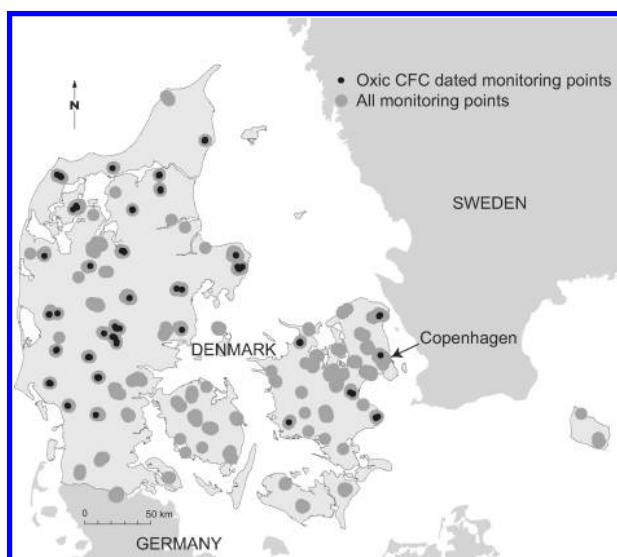 Oxic CFC dated monitoring points
All monitoring points
N
SWEDEN
Copenhagen
DENMARK
0 50 km
GERMANY